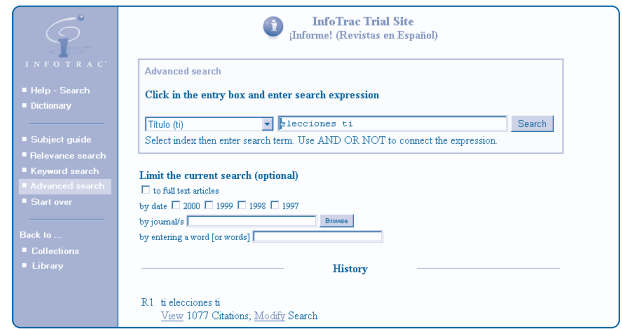 InfoTrac Trial Site
¡Informe! (Revistas en Español)
INFOTRAC
Help - Search
Dictionary
Subject guide
Relevance search
Keyword search
Advanced search
Start over
Back to ...
Collections
Library
Advanced search
Click in the entry box and enter search expression
Título (ti) elecciones ti Search
Select index then enter search term. Use AND OR NOT to connect the expression.
Limit the current search (optional)
to full text articles
by date 2000 1999 1998 1997
by journal/s Browse
by entering a word [or words]
History
R1 ti elecciones ti
View 1077 Citations; Modify Search